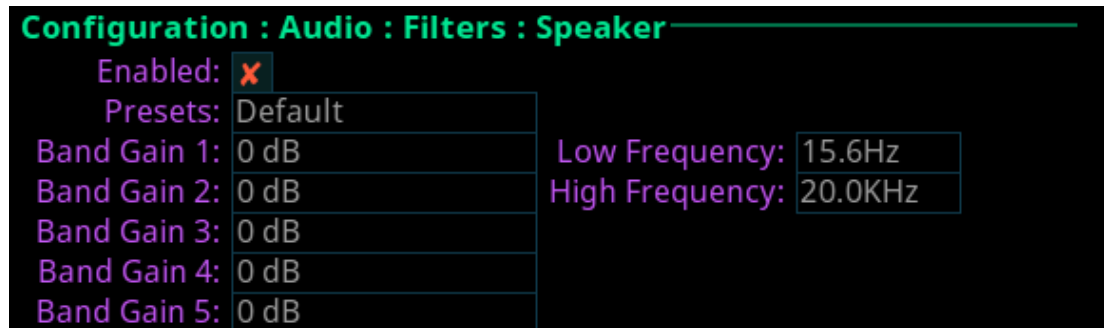 Configuration : Audio : Filters : Speaker
Enabled: ✘
Presets: Default
Band Gain 1: 0 dB Low Frequency: 15.6Hz
Band Gain 2: 0 dB High Frequency: 20.0KHz
Band Gain 3: 0 dB
Band Gain 4: 0 dB
Band Gain 5: 0 dB